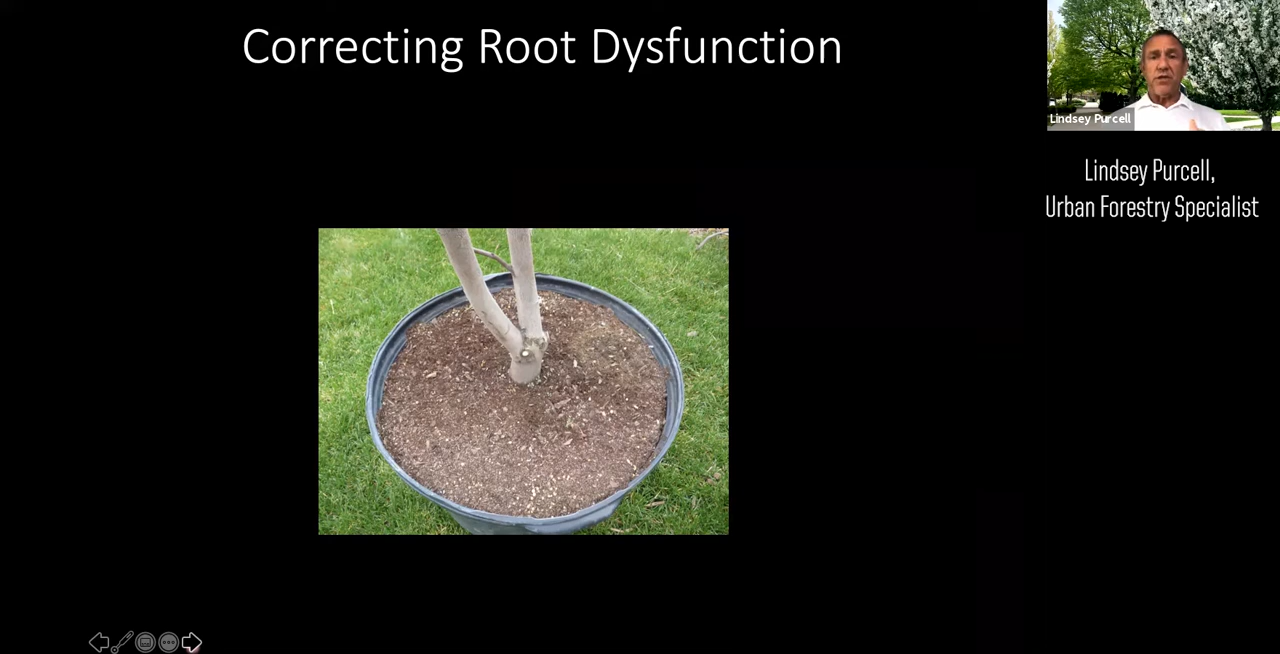 Correcting Root Dysfunction
Lindsey Purcell
Lindsey Purcell,
Urban Forestry Specialist